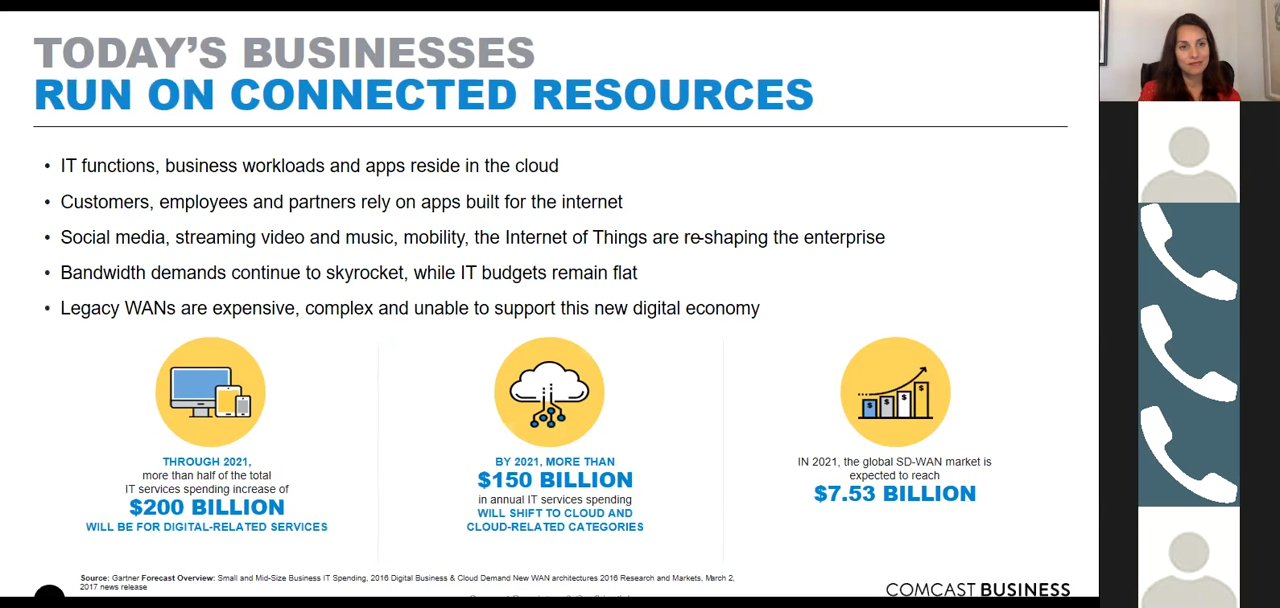 TODAY'S BUSINESSES
RUN ON CONNECTED RESOURCES
• IT functions, business workloads and apps reside in the cloud
• Customers, employees and partners rely on apps built for the internet
• Social media, streaming video and music, mobility, the Internet of Things are re-shaping the enterprise
• Bandwidth demands continue to skyrocket, while IT budgets remain flat
• Legacy WANs are expensive, complex and unable to support this new digital economy
THROUGH 2021,
more than half of the total
IT services spending increase of
$200 BILLION
WILL BE FOR DIGITAL-RELATED SERVICES
BY 2021, MORE THAN
$150 BILLION
in annual IT services spending
WILL SHIFT TO CLOUD AND
CLOUD-RELATED CATEGORIES
IN 2021, the global SD-WAN market is
expected to reach
$7.53 BILLION
Source: Gartner Forecast Overview: Small and Mid-Size Business IT Spending, 2016 Digital Business & Cloud Demand New WAN architectures 2016 Research and Markets, March 2,
2017 news release
COMCAST BUSINESS